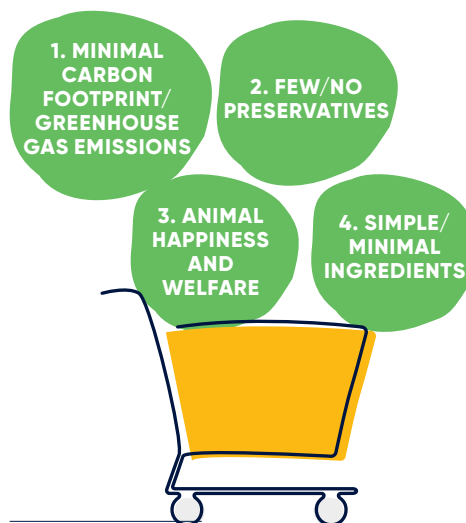 1. MINIMAL
CARBON
FOOTPRINT/
GREENHOUSE
GAS EMISSIONS
2. FEW/NO
PRESERVATIVES
3. ANIMAL
HAPPINESS
AND
WELFARE
4. SIMPLE/
MINIMAL
INGREDIENTS